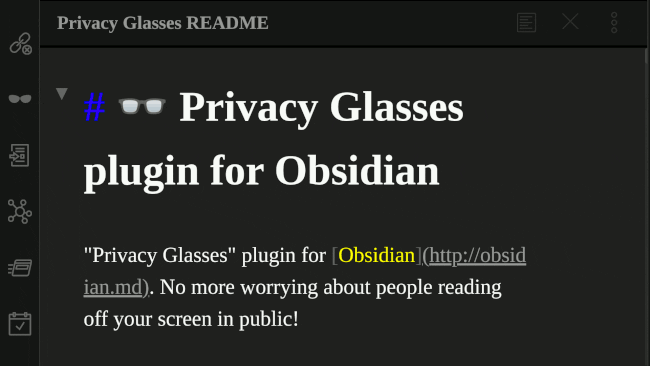 Privacy Glasses README
# 👓 Privacy Glasses
plugin for Obsidian
"Privacy Glasses" plugin for [Obsidian](http://obsid
ian.md). No more worrying about people reading
off your screen in public!